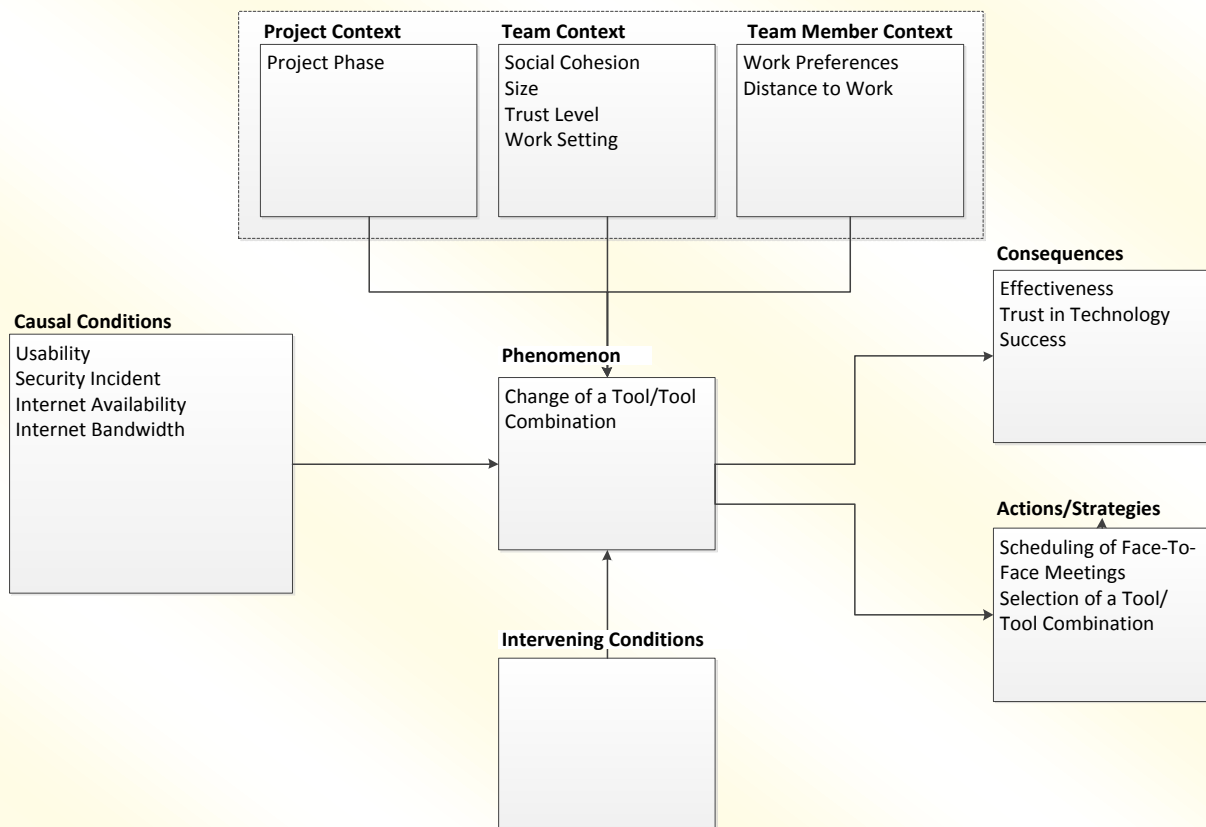 Project Context
Project Phase
Team Context
Social Cohesion
Size
Trust Level
Work Setting
Team Member Context
Work Preferences
Distance to Work
Causal Conditions
Usability
Security Incident
Internet Availability
Internet Bandwidth
Phenomenon
Change of a Tool/Tool
Combination
Consequences
Effectiveness
Trust in Technology
Success
Actions/Strategies
Scheduling of Face-To-
Face Meetings
Selection of a Tool/
Tool Combination
Intervening Conditions